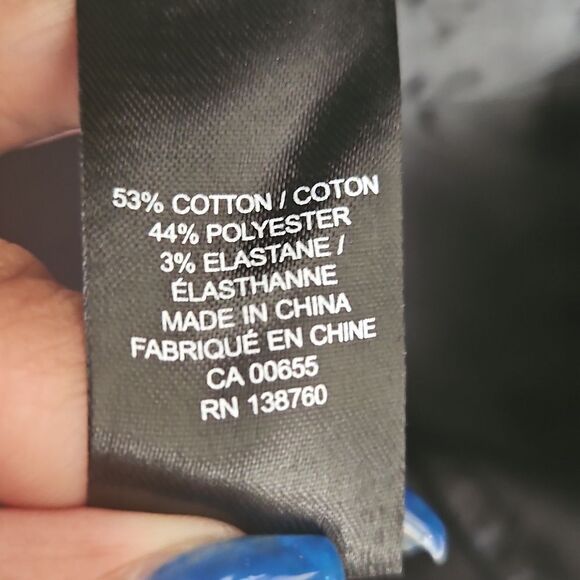 53% COTTON / COTON
44% POLYESTER
3% ELASTANE /
ÉLASTHANNE
MADE IN CHINA
FABRIQUÉ EN CHINE
CA 00655
RN 138760